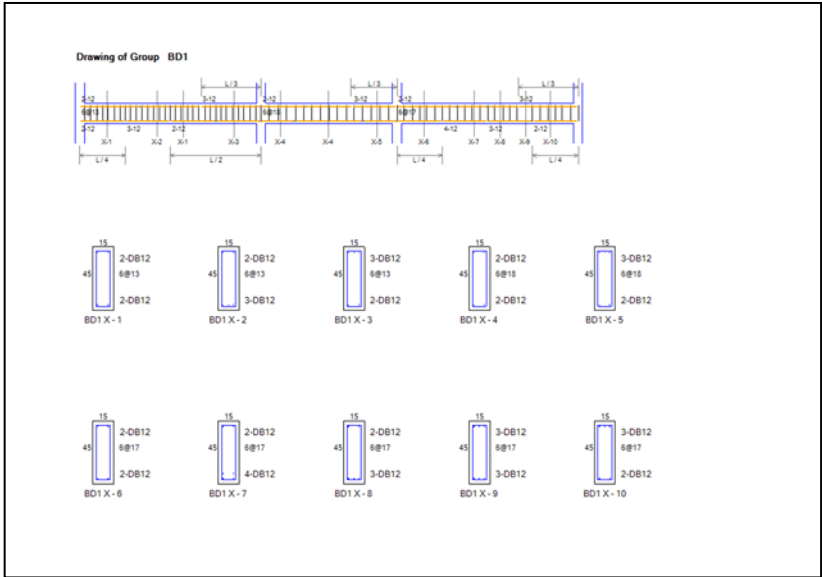 Drawing of Group BD1
L / 3 L / 3 L / 3
2-12 3-12 2-12 3-12 2-12 3-12
6@13 6@18 6@17
2-12 3-12 2-12 4-12 3-12 2-12
X-1 X-2 X-1 X-3 X-4 X-4 X-5 X-6 X-7 X-8 X-9 X-10
L / 4 L / 2 L / 4 L / 4
15 15 15 15 15
2-DB12 2-DB12 3-DB12 2-DB12 3-DB12
45 6@13 45 6@13 45 6@13 45 6@18 45 6@18
2-DB12 3-DB12 2-DB12 2-DB12 2-DB12
BD1 X - 1 BD1 X - 2 BD1 X - 3 BD1 X - 4 BD1 X - 5
15 15 15 15 15
2-DB12 2-DB12 2-DB12 3-DB12 3-DB12
45 6@17 45 6@17 45 6@17 45 6@17 45 6@17
2-DB12 4-DB12 3-DB12 3-DB12 2-DB12
BD1 X - 6 BD1 X - 7 BD1 X - 8 BD1 X - 9 BD1 X - 10